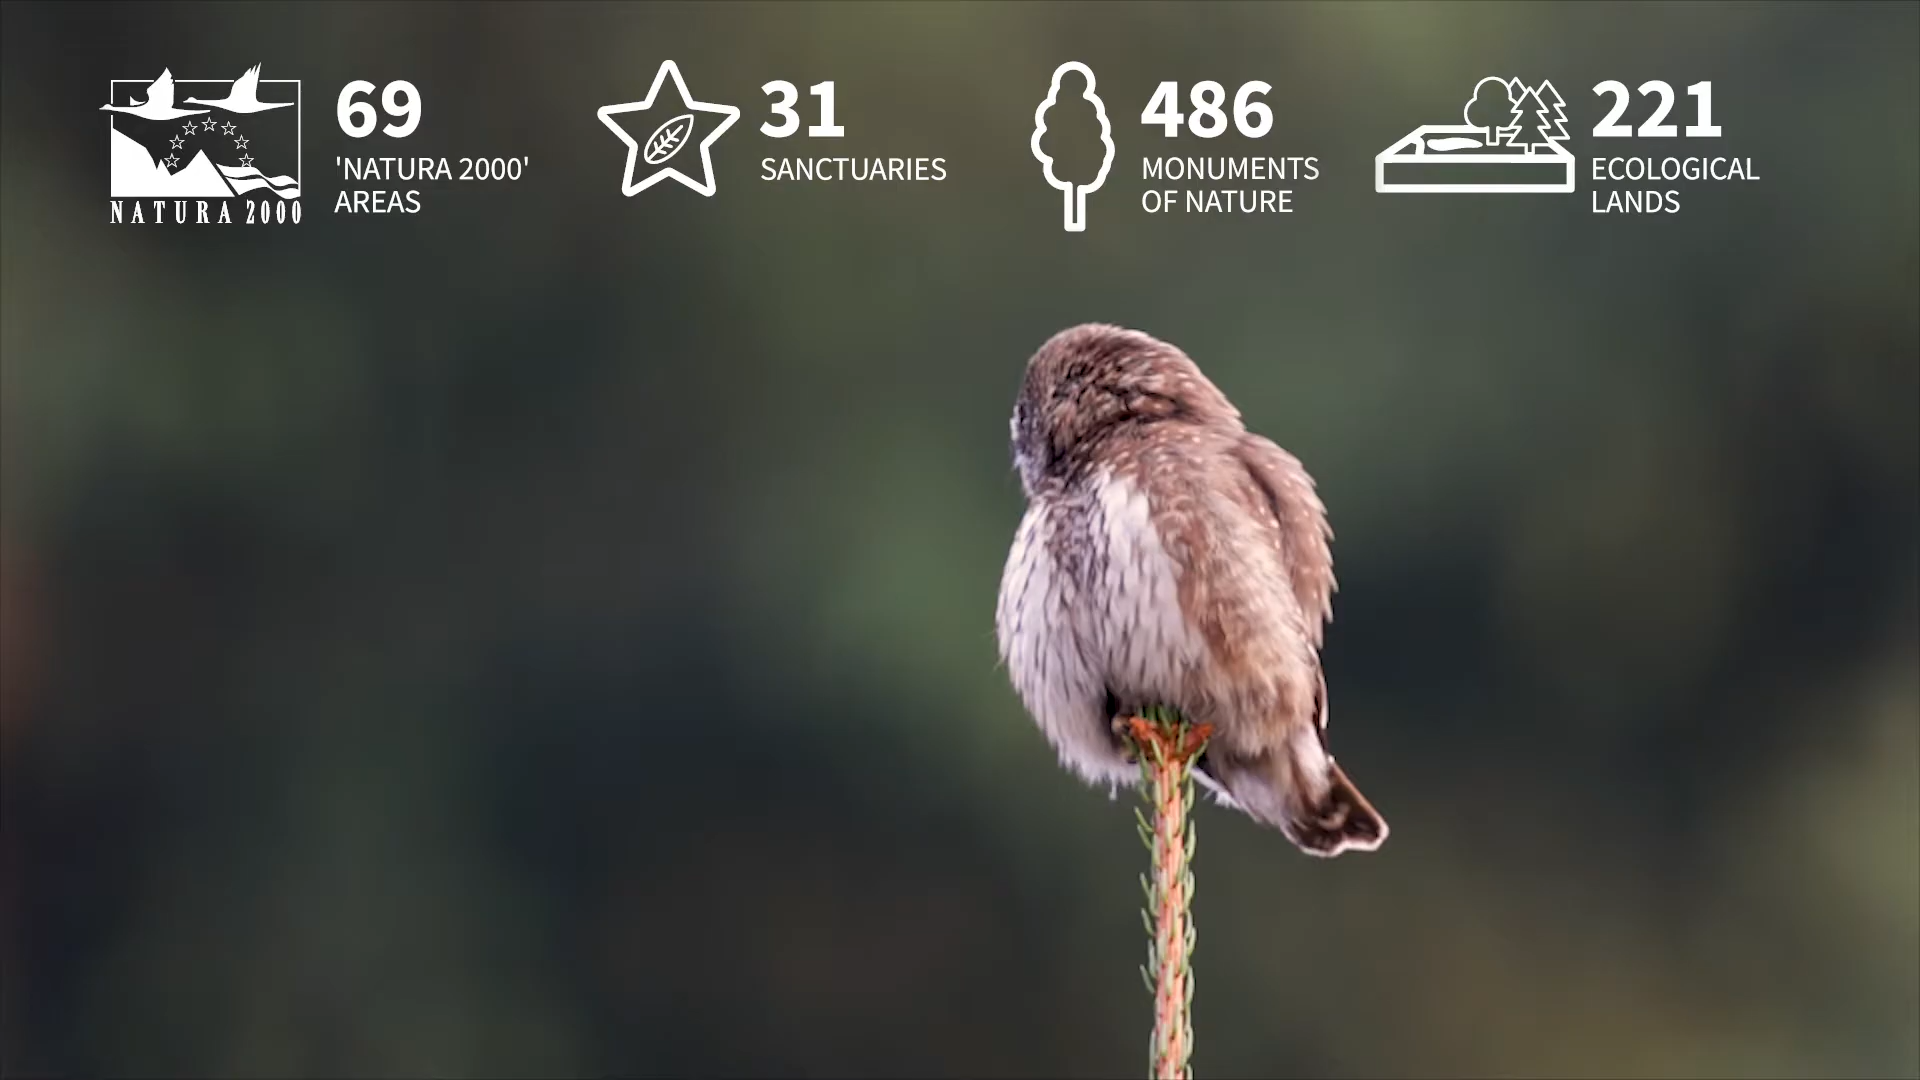 NATURA 2000
69
'NATURA 2000'
AREAS
31
SANCTUARIES
486
MONUMENTS
OF NATURE
221
ECOLOGICAL
LANDS